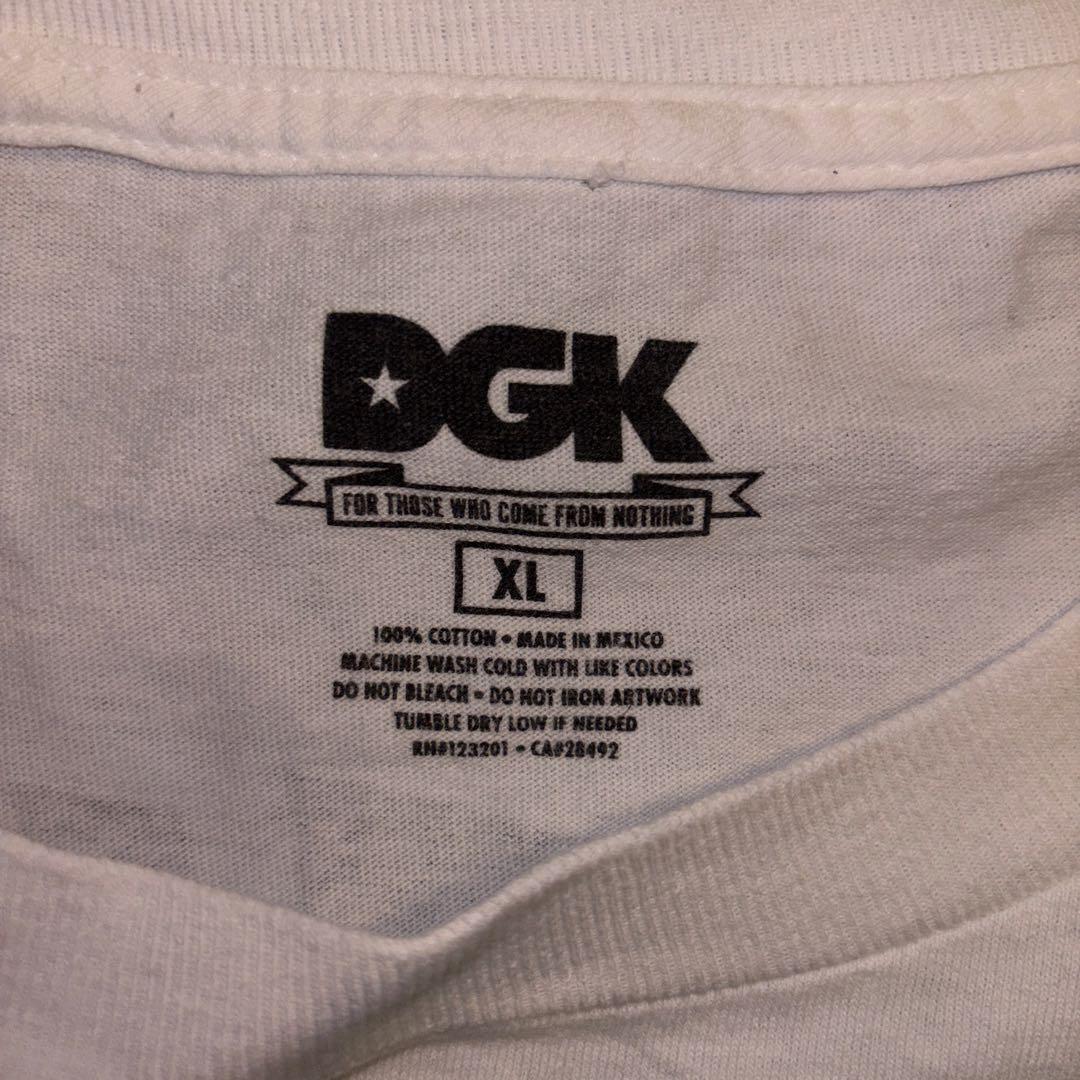 DGK
FOR THOSE WHO COME FROM NOTHING
XL
100% COTTON • MADE IN MEXICO
MACHINE WASH COLD WITH LIKE COLORS
DO NOT BLEACH • DO NOT IRON ARTWORK
TUMBLE DRY LOW IF NEEDED
RN#123201 • CA#28492